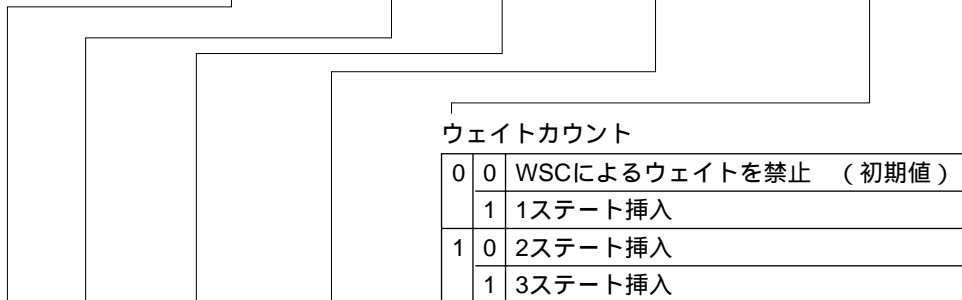 ウェイトカウント
0 0 WSCによるウェイトを禁止 （初期値）
1 1ステート挿入
1 0 2ステート挿入
1 3ステート挿入